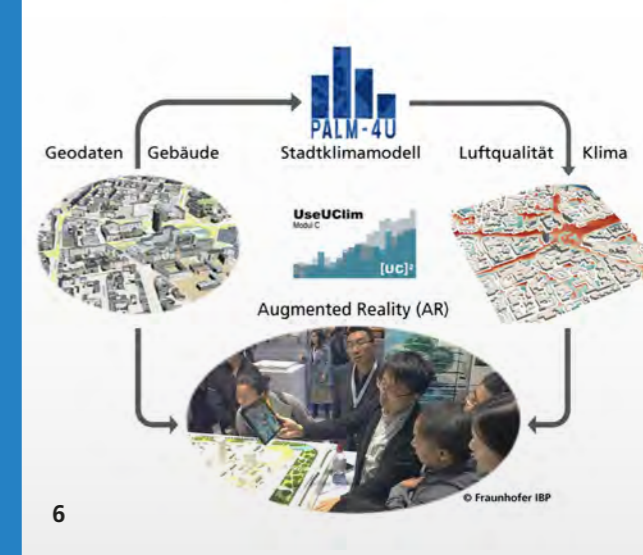 PALM-4U
Geodaten Gebäude
Stadtklimamodell
Luftqualität Klima
UseUClim
Modul C
[UC]²
Augmented Reality (AR)
© Fraunhofer IBP
6